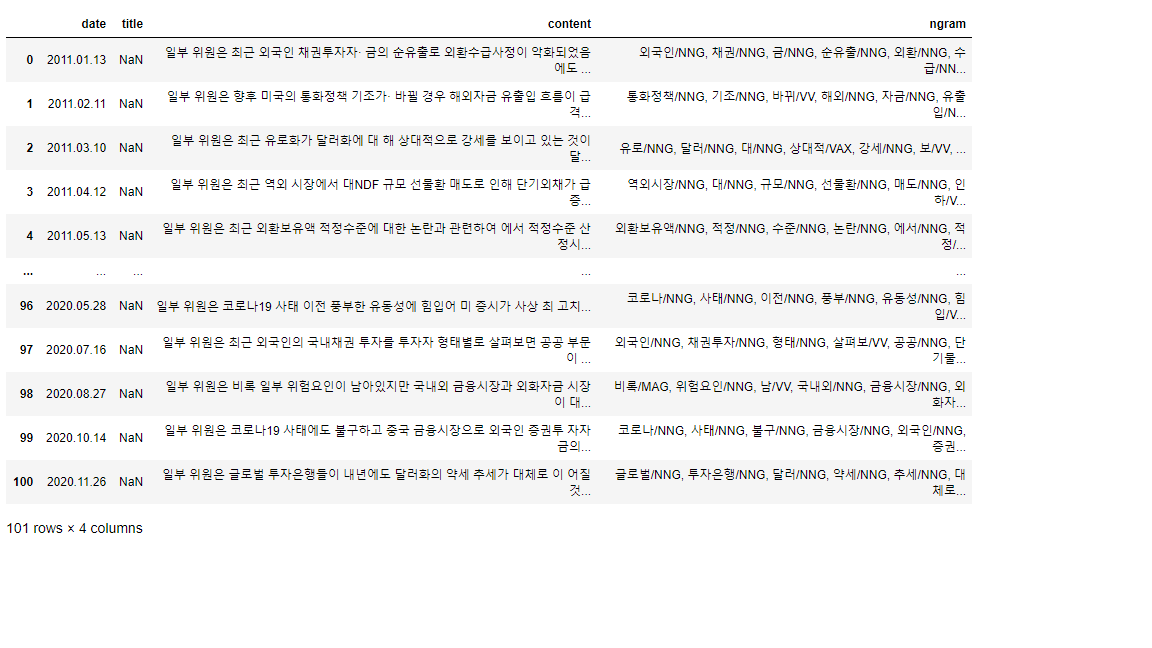 date title content ngram
0 2011.01.13 NaN 일부 위원은 최근 외국인 채권투자자· 금의 순유출로 외환수급사정이 악화되었음 외국인/NNG, 채권/NNG, 금/NNG, 순유출/NNG, 외환/NNG, 수
에도 ... 급/NN...
1 2011.02.11 NaN 일부 위원은 향후 미국의 통화정책 기조가· 바뀔 경우 해외자금 유출입 흐름이 급 통화정책/NNG, 기조/NNG, 바뀌/VV, 해외/NNG, 자금/NNG, 유출
격... 입/N...
2 2011.03.10 NaN 일부 위원은 최근 유로화가 달러화에 대 해 상대적으로 강세를 보이고 있는 것이 유로/NNG, 달러/NNG, 대/NNG, 상대적/VAX, 강세/NNG, 보/VV, ...
달...
3 2011.04.12 NaN 일부 위원은 최근 역외 시장에서 대NDF 규모 선물환 매도로 인해 단기외채가 급 역외시장/NNG, 대/NNG, 규모/NNG, 선물환/NNG, 매도/NNG, 인
증... 하/V...
4 2011.05.13 NaN 일부 위원은 최근 외환보유액 적정수준에 대한 논란과 관련하여 에서 적정수준 산 외환보유액/NNG, 적정/NNG, 수준/NNG, 논란/NNG, 에서/NNG, 적
정시... 정/...
... ... ... ... ...
96 2020.05.28 NaN 일부 위원은 코로나19 사태 이전 풍부한 유동성에 힘입어 미 증시가 사상 최 고치... 코로나/NNG, 사태/NNG, 이전/NNG, 풍부/NNG, 유동성/NNG, 힘
입/V...
97 2020.07.16 NaN 일부 위원은 최근 외국인의 국내채권 투자를 투자자 형태별로 살펴보면 공공 부문 외국인/NNG, 채권투자/NNG, 형태/NNG, 살펴보/VV, 공공/NNG, 단
이 ... 기물...
98 2020.08.27 NaN 일부 위원은 비록 일부 위험요인이 남아있지만 국내외 금융시장과 외화자금 시장 비록/MAG, 위험요인/NNG, 남/VV, 국내외/NNG, 금융시장/NNG, 외
이 대... 화자...
99 2020.10.14 NaN 일부 위원은 코로나19 사태에도 불구하고 중국 금융시장으로 외국인 증권투 자자 코로나/NNG, 사태/NNG, 불구/NNG, 금융시장/NNG, 외국인/NNG,
금의... 증권...
100 2020.11.26 NaN 일부 위원은 글로벌 투자은행들이 내년에도 달러화의 약세 추세가 대체로 이 어질 글로벌/NNG, 투자은행/NNG, 달러/NNG, 약세/NNG, 추세/NNG, 대
것... 체로...
101 rows × 4 columns